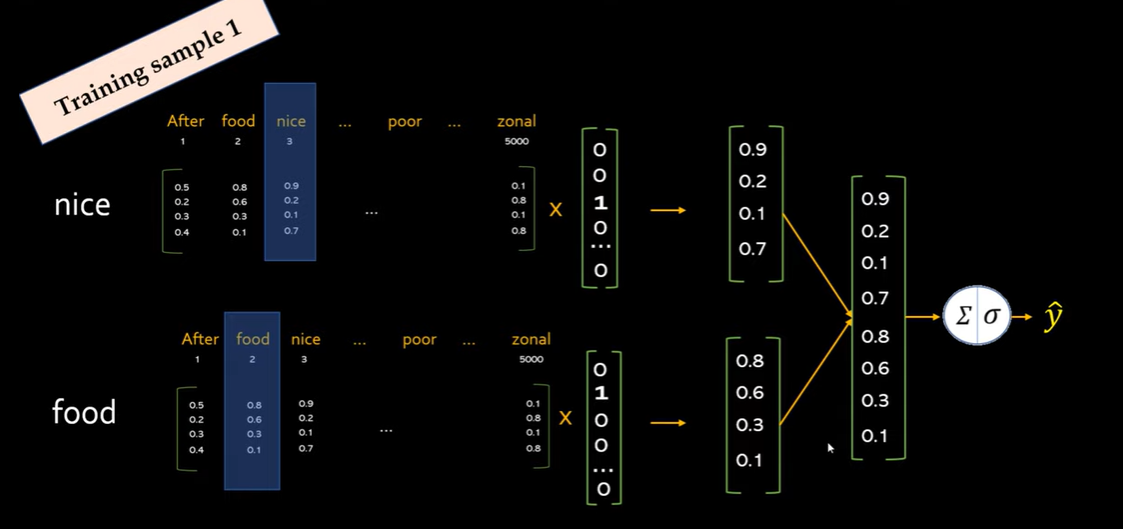 Training sample 1
After food nice ... poor ... zonal
1 2 3 5000
nice
0.5 0.8 0.9 0.1
0.2 0.6 0.2 0.8
0.3 0.3 0.1 ... 0.1
0.4 0.1 0.7 0.8
X
0
0
1
0
...
0
0.9
0.2
0.1
0.7
After food nice ... poor ... zonal
1 2 3 5000
food
0.5 0.8 0.9 0.1
0.2 0.6 0.2 0.8
0.3 0.3 0.1 ... 0.1
0.4 0.1 0.7 0.8
X
0
1
0
0
...
0
0.8
0.6
0.3
0.1
0.9
0.2
0.1
0.7
0.8
0.6
0.3
0.1
Σ σ
ŷ